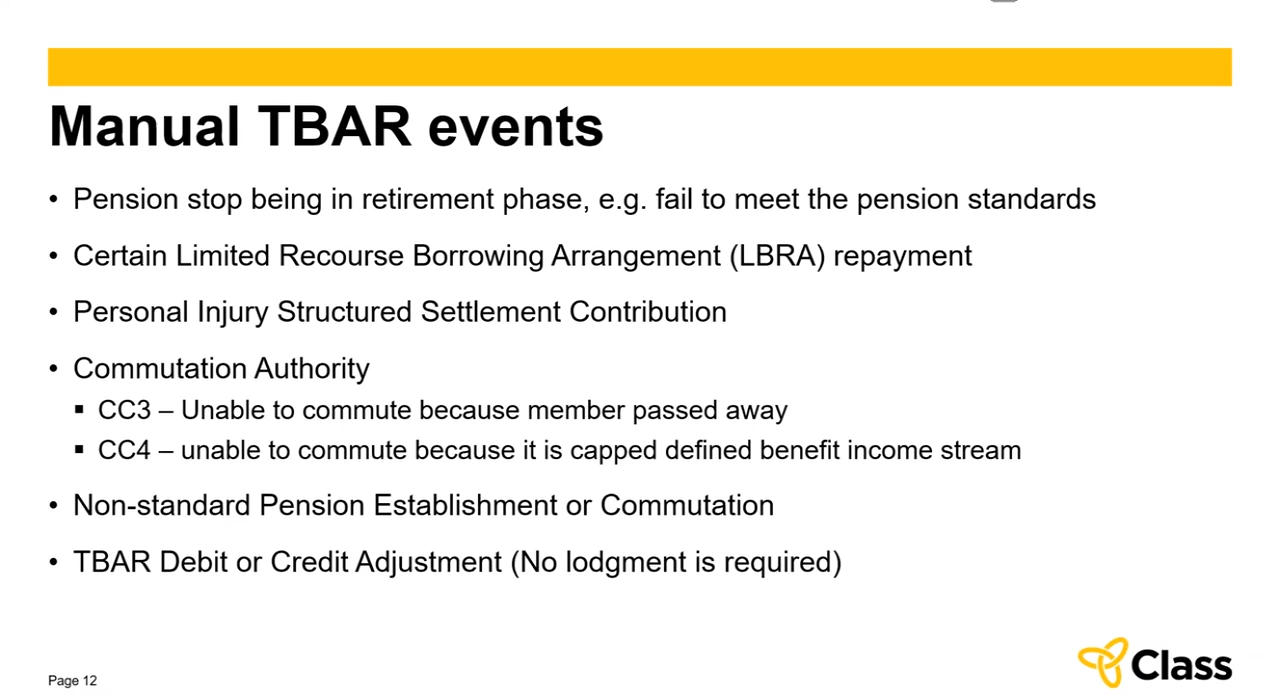 Manual TBAR events
• Pension stop being in retirement phase, e.g. fail to meet the pension standards
• Certain Limited Recourse Borrowing Arrangement (LBRA) repayment
• Personal Injury Structured Settlement Contribution
• Commutation Authority
▪ CC3 – Unable to commute because member passed away
▪ CC4 – unable to commute because it is capped defined benefit income stream
• Non-standard Pension Establishment or Commutation
• TBAR Debit or Credit Adjustment (No lodgment is required)
Page 12
Class